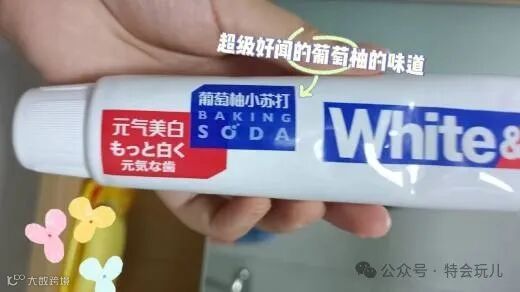 超级好闻的葡萄柚的味道
葡萄柚小苏打
BAKING
SODA
元气美白
もっと白く
元気な歯
White&
大数跨境
公众号 · 特会玩儿